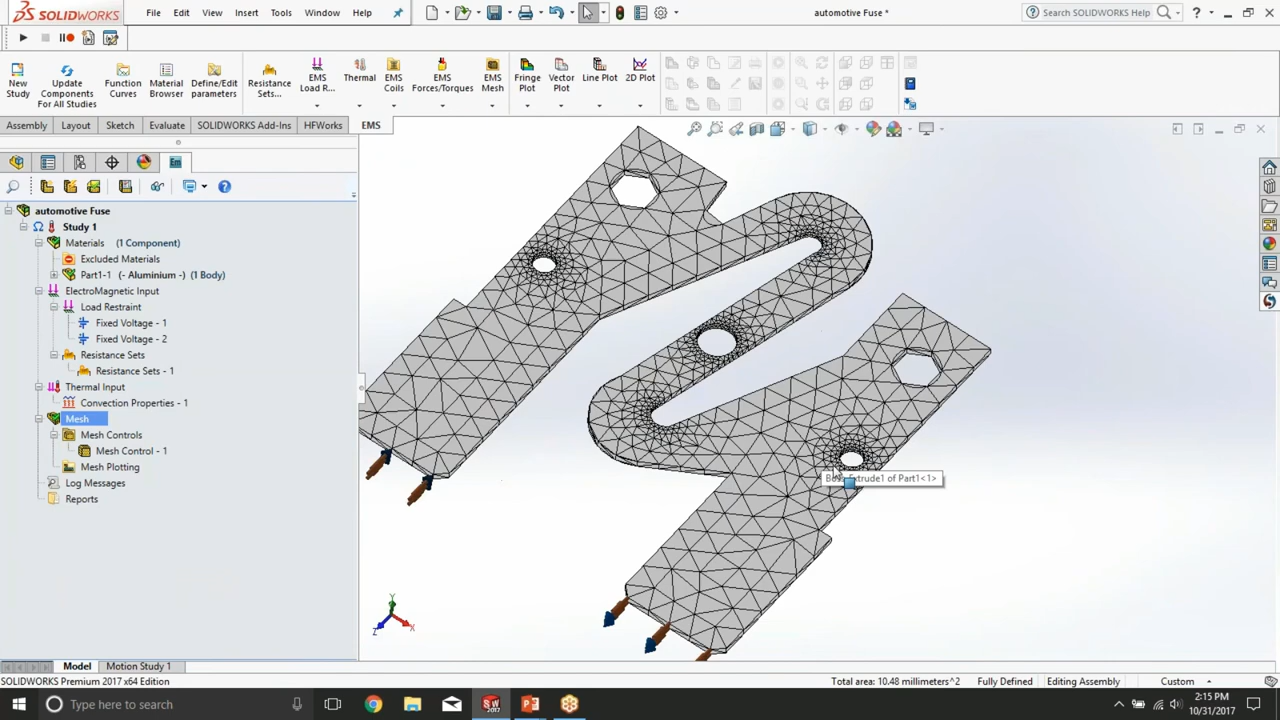 SOLIDWORKS File Edit View Insert Tools Window Help automotive Fuse * Search SOLIDWORKS Help
New Study
Update Components For All Studies
Function Curves
Material Browser
Define/Edit parameters
Resistance Sets...
EMS Load R...
Thermal
EMS Coils
EMS Forces/Torques
EMS Mesh
Fringe Plot
Vector Plot
Line Plot
2D Plot
Assembly Layout Sketch Evaluate SOLIDWORKS Add-Ins HFWorks EMS
Em
automotive Fuse
Study 1
Materials (1 Component)
Excluded Materials
Part1-1 (- Aluminium -) (1 Body)
ElectroMagnetic Input
Load Restraint
Fixed Voltage - 1
Fixed Voltage - 2
Resistance Sets
Resistance Sets - 1
Thermal Input
Convection Properties - 1
Mesh
Mesh Controls
Mesh Control - 1
Mesh Plotting
Log Messages
Reports
Extrude1 of Part1<1>
Y
Z X
Model Motion Study 1
SOLIDWORKS Premium 2017 x64 Edition Total area: 10.48 millimeters^2 Fully Defined Editing Assembly Custom
Type here to search 2:15 PM
10/31/2017